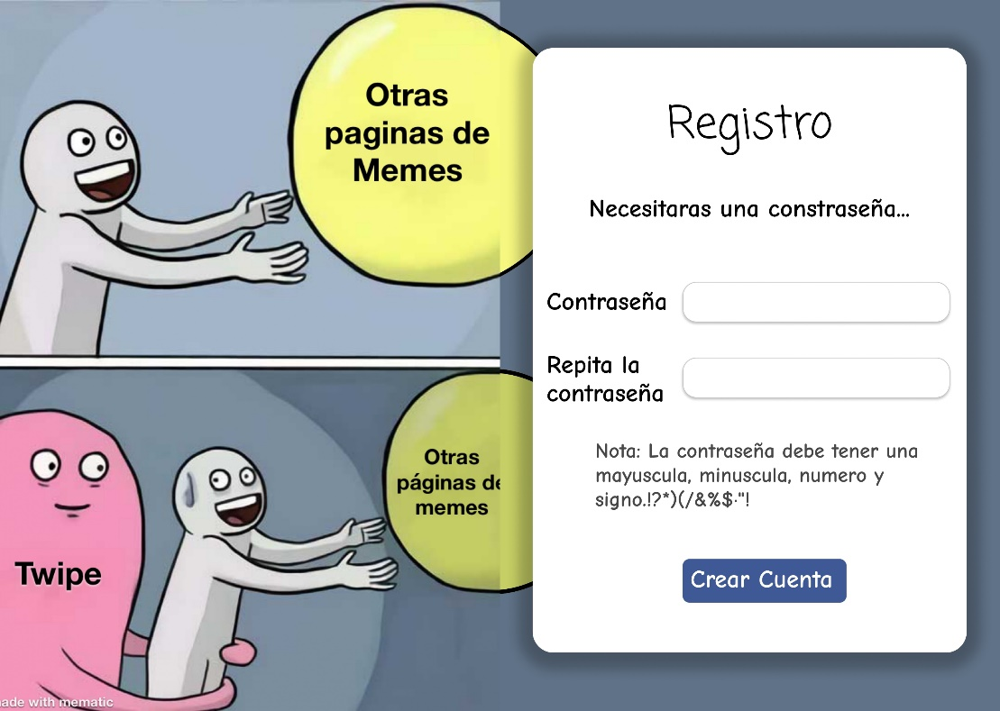 Otras
paginas de
Memes
Otras
páginas de
memes
Twipe
made with mematic
Registro
Necesitaras una constraseña...
Contraseña
Repita la
contraseña
Nota: La contraseña debe tener una
mayuscula, minuscula, numero y
signo.!?*)(/&%$·"!
Crear Cuenta